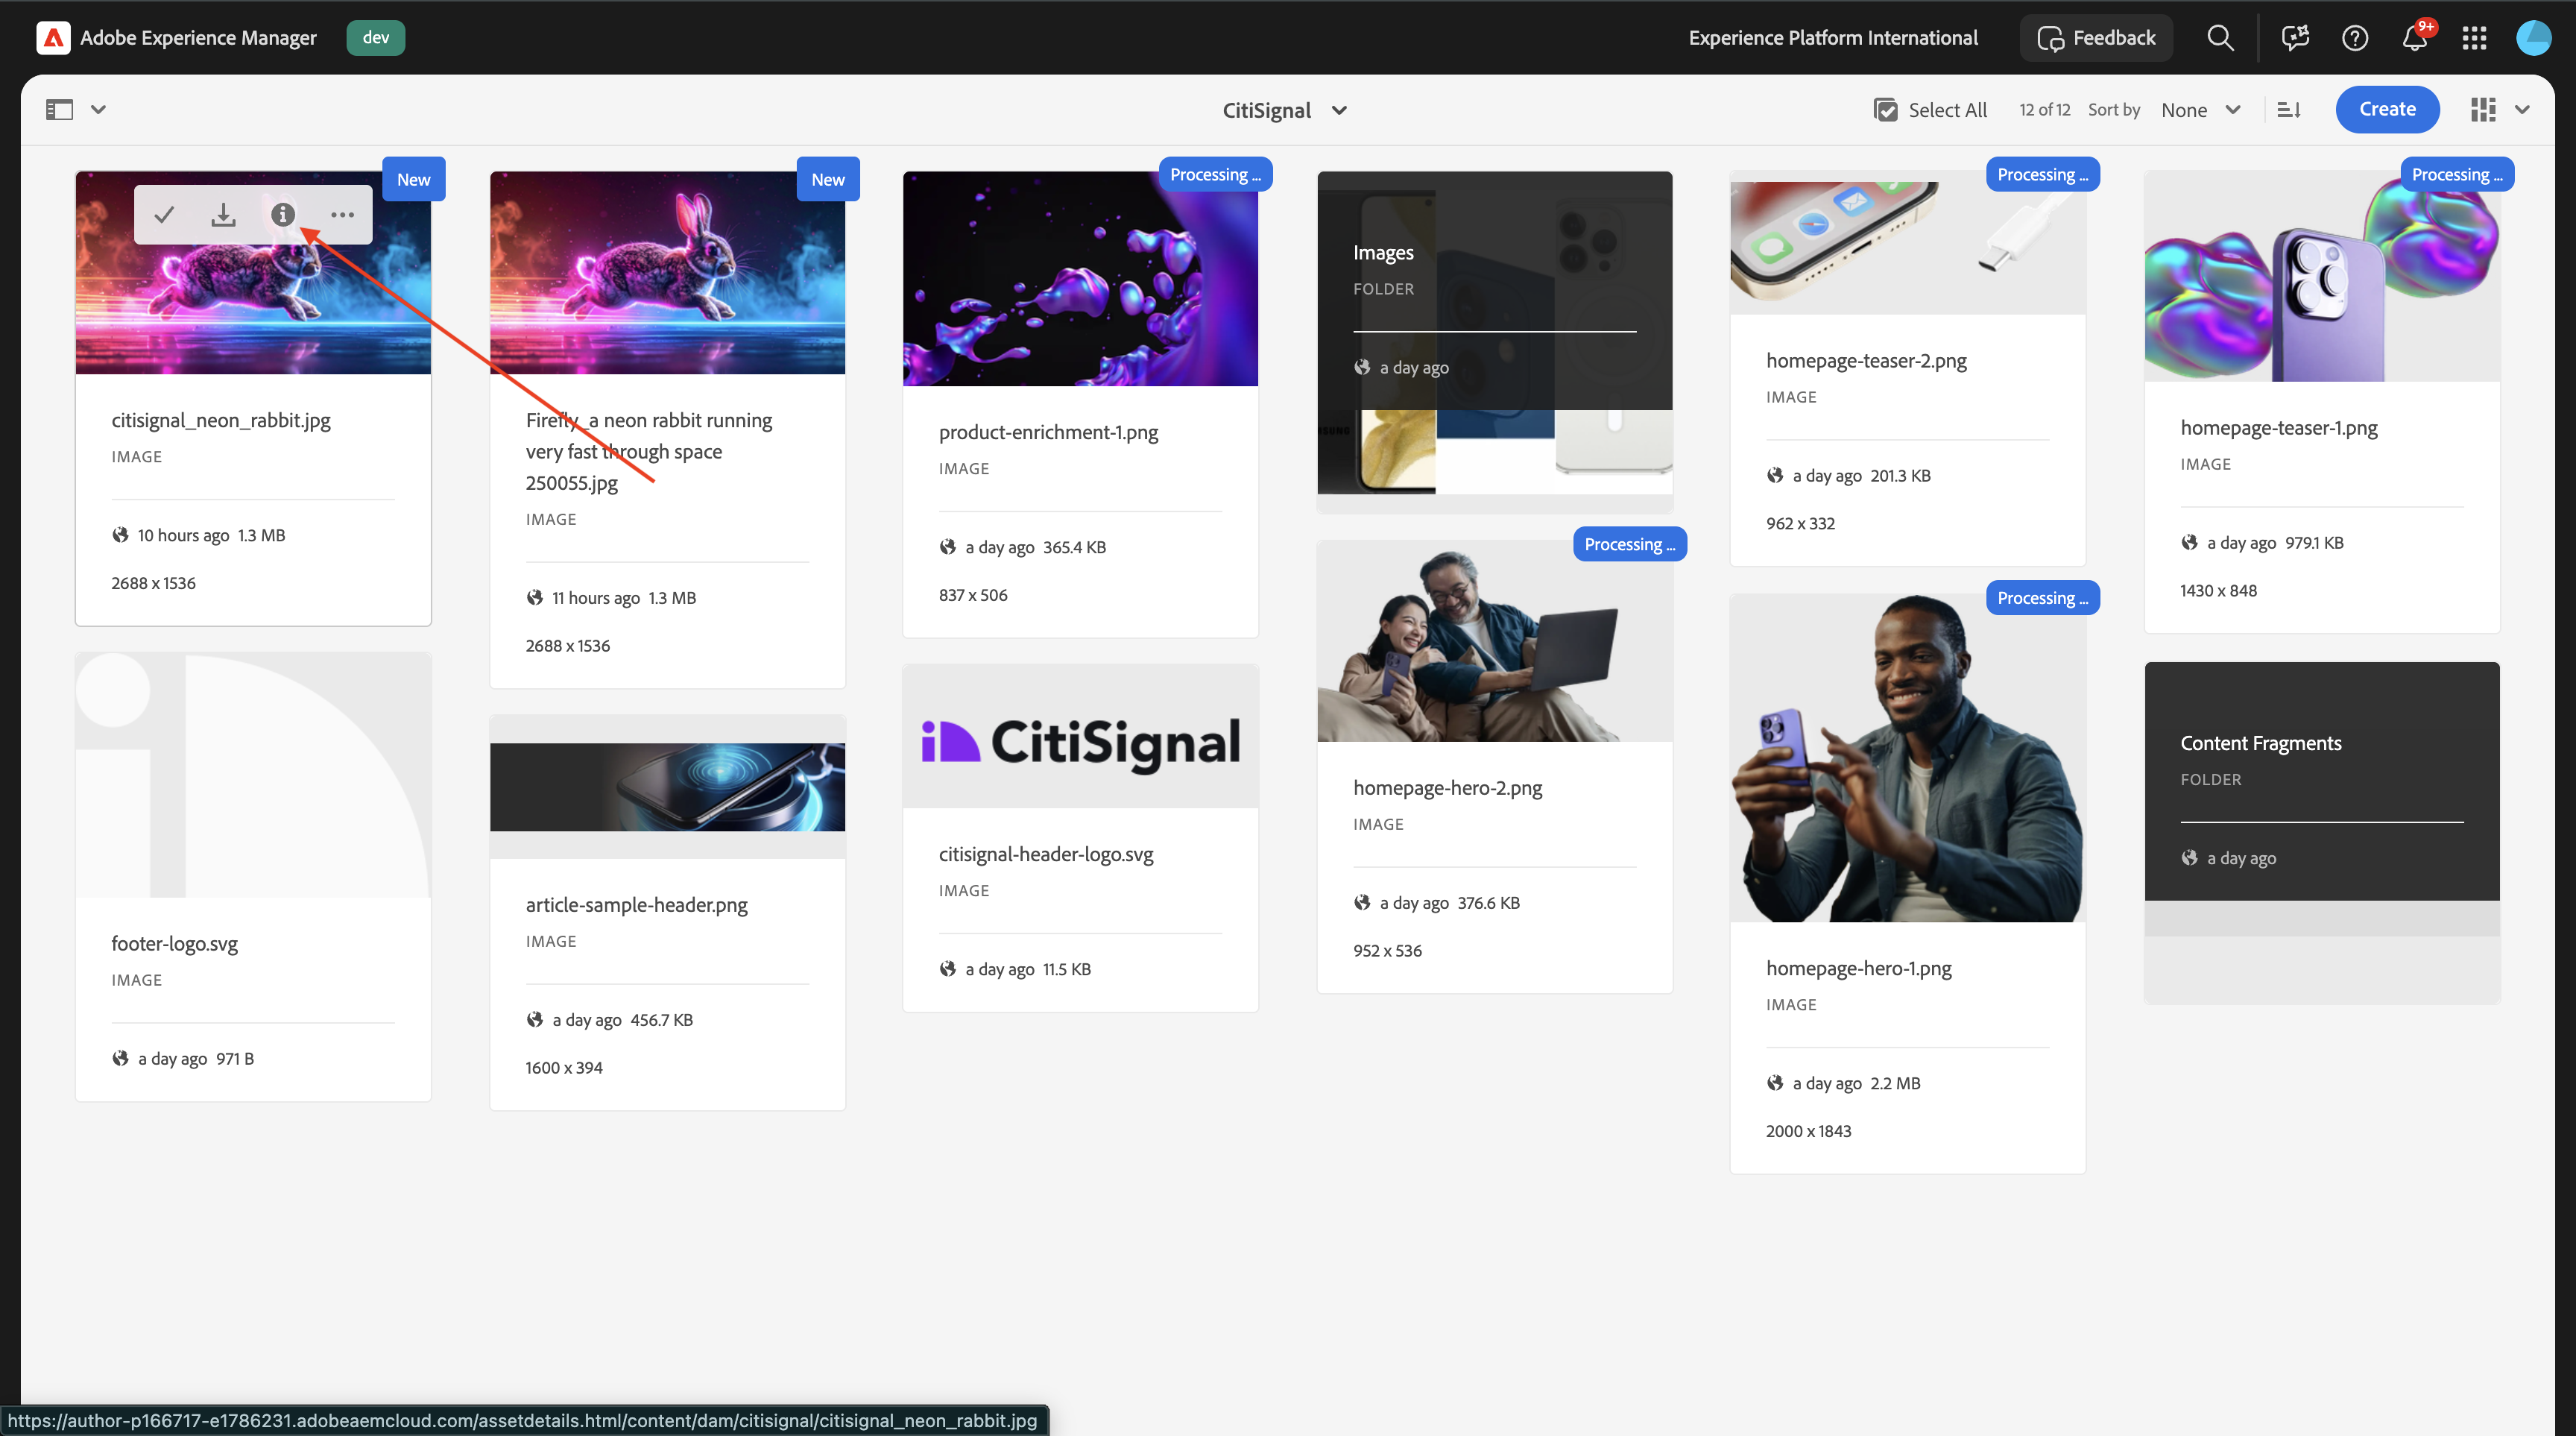 Adobe Experience Manager
dev
Experience Platform International
Feedback
9+
CitiSignal
Select All
12 of 12
Sort by
None
Create
New
citisignal_neon_rabbit.jpg
IMAGE
10 hours ago 1.3 MB
2688 x 1536
New
Firefly_a neon rabbit running
very fast through space
250055.jpg
IMAGE
11 hours ago 1.3 MB
2688 x 1536
Processing ...
product-enrichment-1.png
IMAGE
a day ago 365.4 KB
837 x 506
Images
FOLDER
a day ago
Processing ...
homepage-teaser-2.png
IMAGE
a day ago 201.3 KB
962 x 332
Processing ...
homepage-teaser-1.png
IMAGE
a day ago 979.1 KB
1430 x 848
footer-logo.svg
IMAGE
a day ago 971 B
article-sample-header.png
IMAGE
a day ago 456.7 KB
1600 x 394
CitiSignal
citisignal-header-logo.svg
IMAGE
a day ago 11.5 KB
Processing ...
homepage-hero-2.png
IMAGE
a day ago 376.6 KB
952 x 536
Processing ...
homepage-hero-1.png
IMAGE
a day ago 2.2 MB
2000 x 1843
Content Fragments
FOLDER
a day ago
https://author-p166717-e1786231.adobeaemcloud.com/assetdetails.html/content/dam/citisignal/citisignal_neon_rabbit.jpg